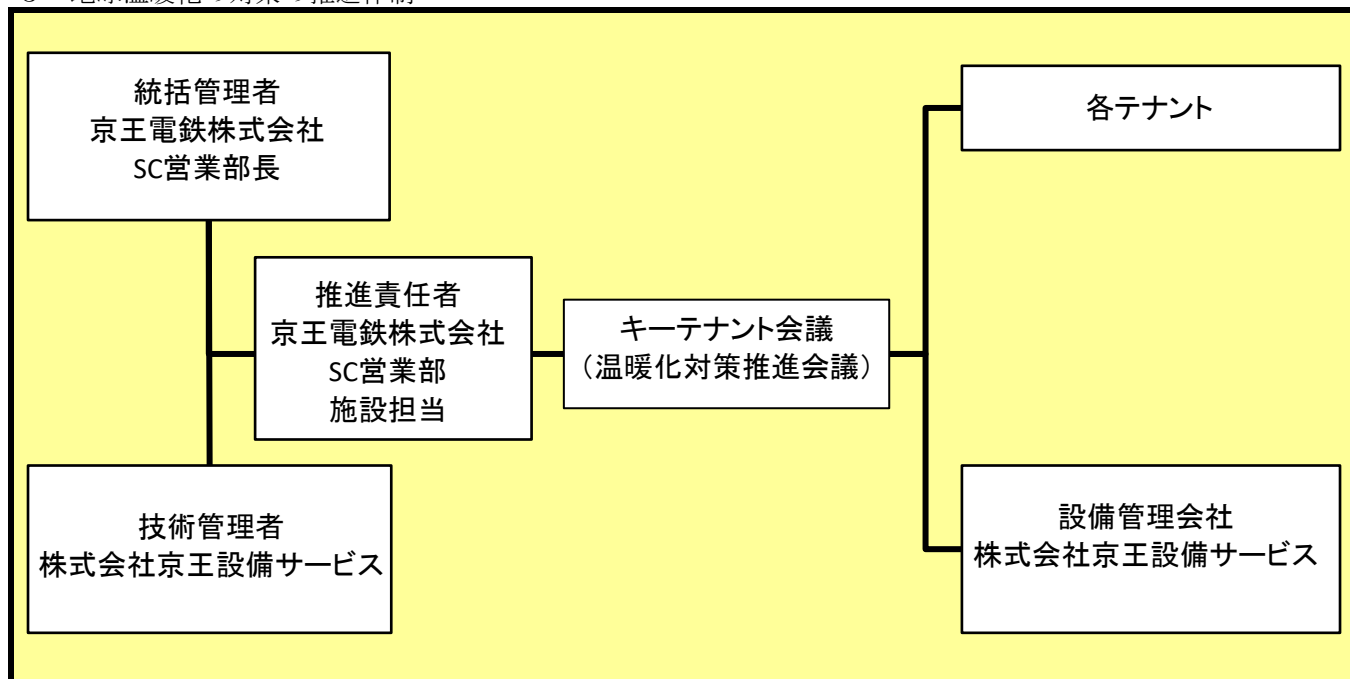 統括管理者
京王電鉄株式会社
SC営業部長
推進責任者
京王電鉄株式会社
SC営業部
施設担当
技術管理者
株式会社京王設備サービス
キーテナント会議
（温暖化対策推進会議）
各テナント
設備管理会社
株式会社京王設備サービス